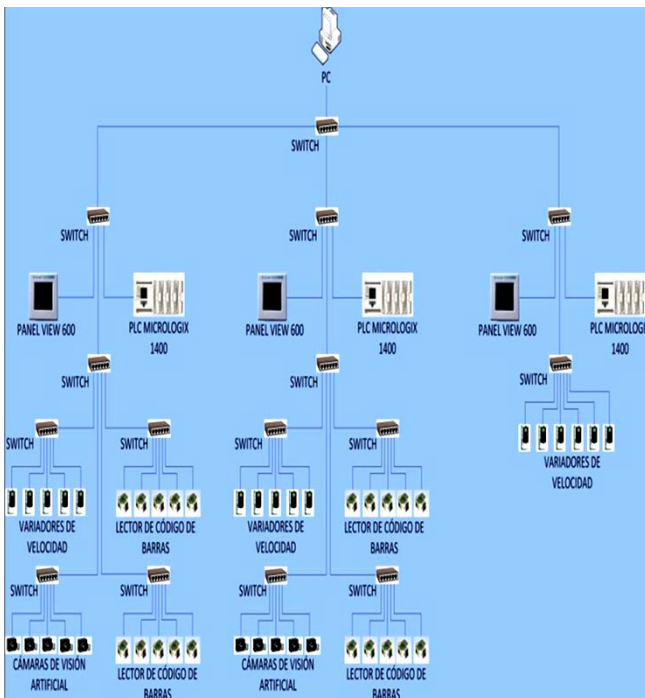 PC
SWITCH
SWITCH
SWITCH
SWITCH
PANEL VIEW 600
PLC MICROLOGIX
1400
PANEL VIEW 600
PLC MICROLOGIX
1400
PANEL VIEW 600
PLC MICROLOGIX
1400
SWITCH
SWITCH
SWITCH
SWITCH
SWITCH
SWITCH
SWITCH
VARIADORES DE
VELOCIDAD
VARIADORES DE
VELOCIDAD
LECTOR DE CÓDIGO DE
BARRAS
VARIADORES DE
VELOCIDAD
LECTOR DE CÓDIGO DE
BARRAS
SWITCH
SWITCH
SWITCH
SWITCH
CÁMARAS DE VISIÓN
ARTIFICIAL
LECTOR DE CÓDIGO DE
BARRAS
CÁMARAS DE VISIÓN
ARTIFICIAL
LECTOR DE CÓDIGO DE
BARRAS